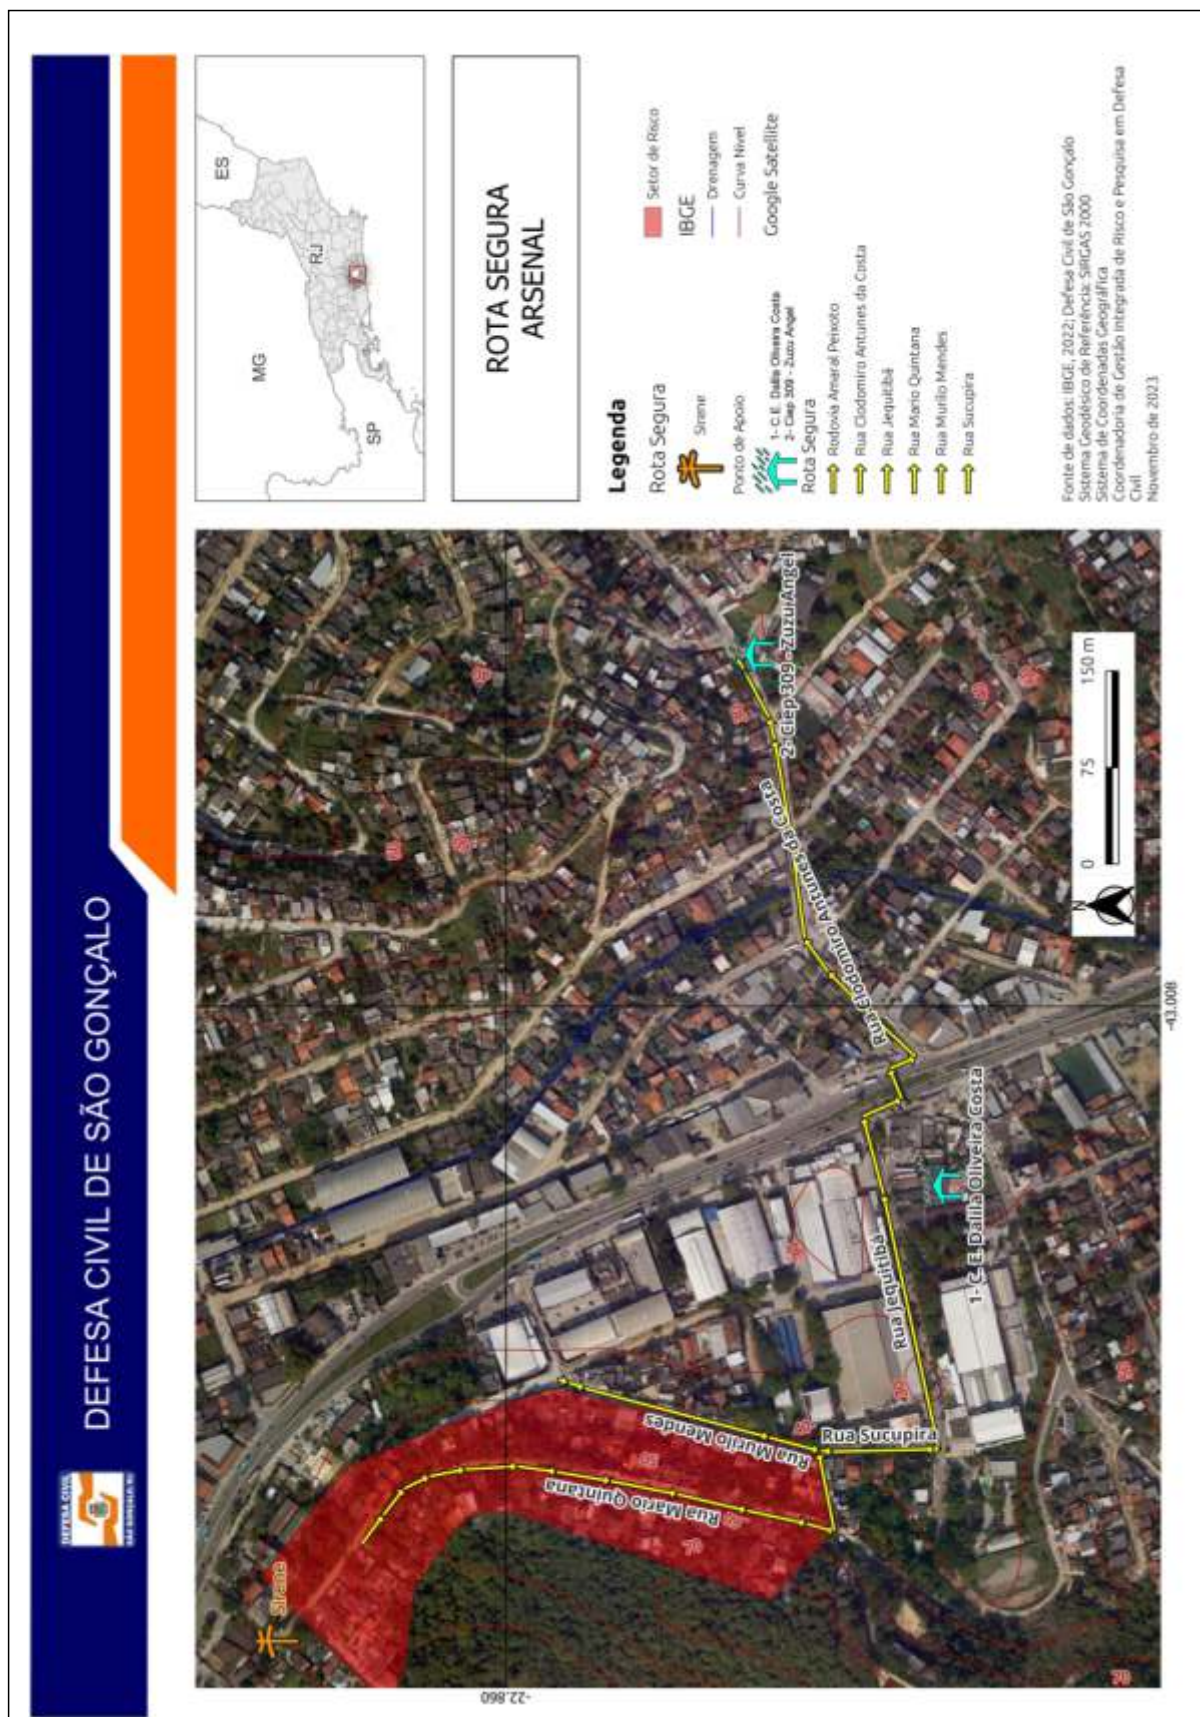 DEFESA CIVIL
SÃO GONÇALO/RJ
DEFESA CIVIL DE SÃO GONÇALO
Sirene
Rua Mario Quintana
Rua Murilo Mendes
Rua Sucupira
Rua Jequitibá
1- C. E. Dalila Oliveira Costa
Rua Clodomiro Antunes da Costa
2- Ciep 309 - Zuzu Angel
N
0 75 150 m
-22.860
-43.008
MG
ES
RJ
SP
ROTA SEGURA
ARSENAL
Legenda
Rota Segura
Sirene
Ponto de Apoio
1- C. E. Dalila Oliveira Costa
2- Ciep 309 - Zuzu Angel
Rota Segura
Rodovia Amaral Peixoto
Rua Clodomiro Antunes da Costa
Rua Jequitibá
Rua Mario Quintana
Rua Murilo Mendes
Rua Sucupira
Setor de Risco
IBGE
Drenagem
Curva Nivel
Google Satellite
Fonte de dados: IBGE, 2022; Defesa Civil de São Gonçalo
Sistema Geodésico de Referência: SIRGAS 2000
Sistema de Coordenadas Geográfica
Coordenadoria de Gestão Integrada de Risco e Pesquisa em Defesa
Civil
Novembro de 2023